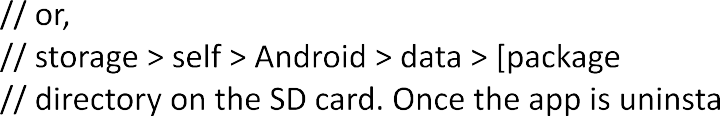 // or,
// storage > self > Android > data > [package
// directory on the SD card. Once the app is uninsta